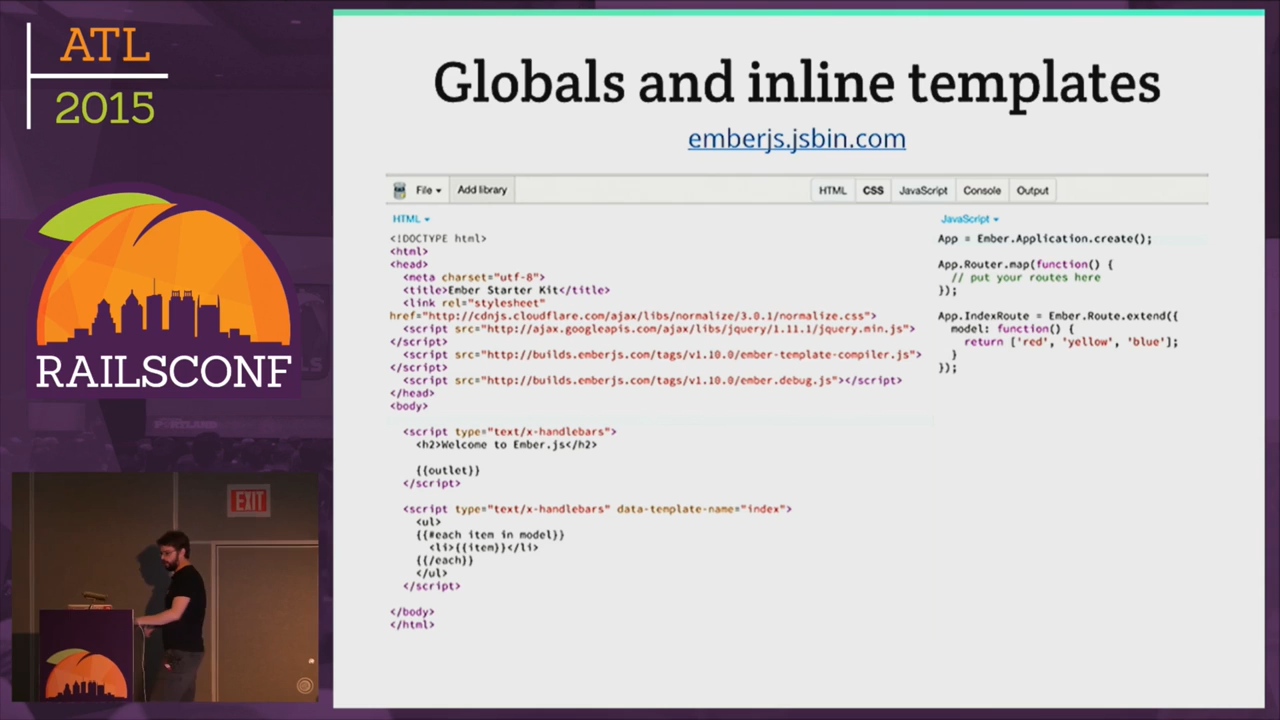 ATL
2015
RAILSCONF
EXIT
Globals and inline templates
emberjs.jsbin.com
File Add library HTML CSS JavaScript Console Output
HTML
<!DOCTYPE html>
<html>
<head>
<meta charset="utf-8">
<title>Ember Starter Kit</title>
<link rel="stylesheet"
href="http://cdnjs.cloudflare.com/ajax/libs/normalize/3.0.1/normalize.css">
<script src="http://ajax.googleapis.com/ajax/libs/jquery/1.11.1/jquery.min.js">
</script>
<script src="http://builds.emberjs.com/tags/v1.10.0/ember-template-compiler.js">
</script>
<script src="http://builds.emberjs.com/tags/v1.10.0/ember.debug.js"></script>
</head>
<body>
<script type="text/x-handlebars">
<h2>Welcome to Ember.js</h2>
{{outlet}}
</script>
<script type="text/x-handlebars" data-template-name="index">
<ul>
{{#each item in model}}
<li>{{item}}</li>
{{/each}}
</ul>
</script>
</body>
</html>
JavaScript
App = Ember.Application.create();
App.Router.map(function() {
// put your routes here
});
App.IndexRoute = Ember.Route.extend({
model: function() {
return ['red', 'yellow', 'blue'];
}
});